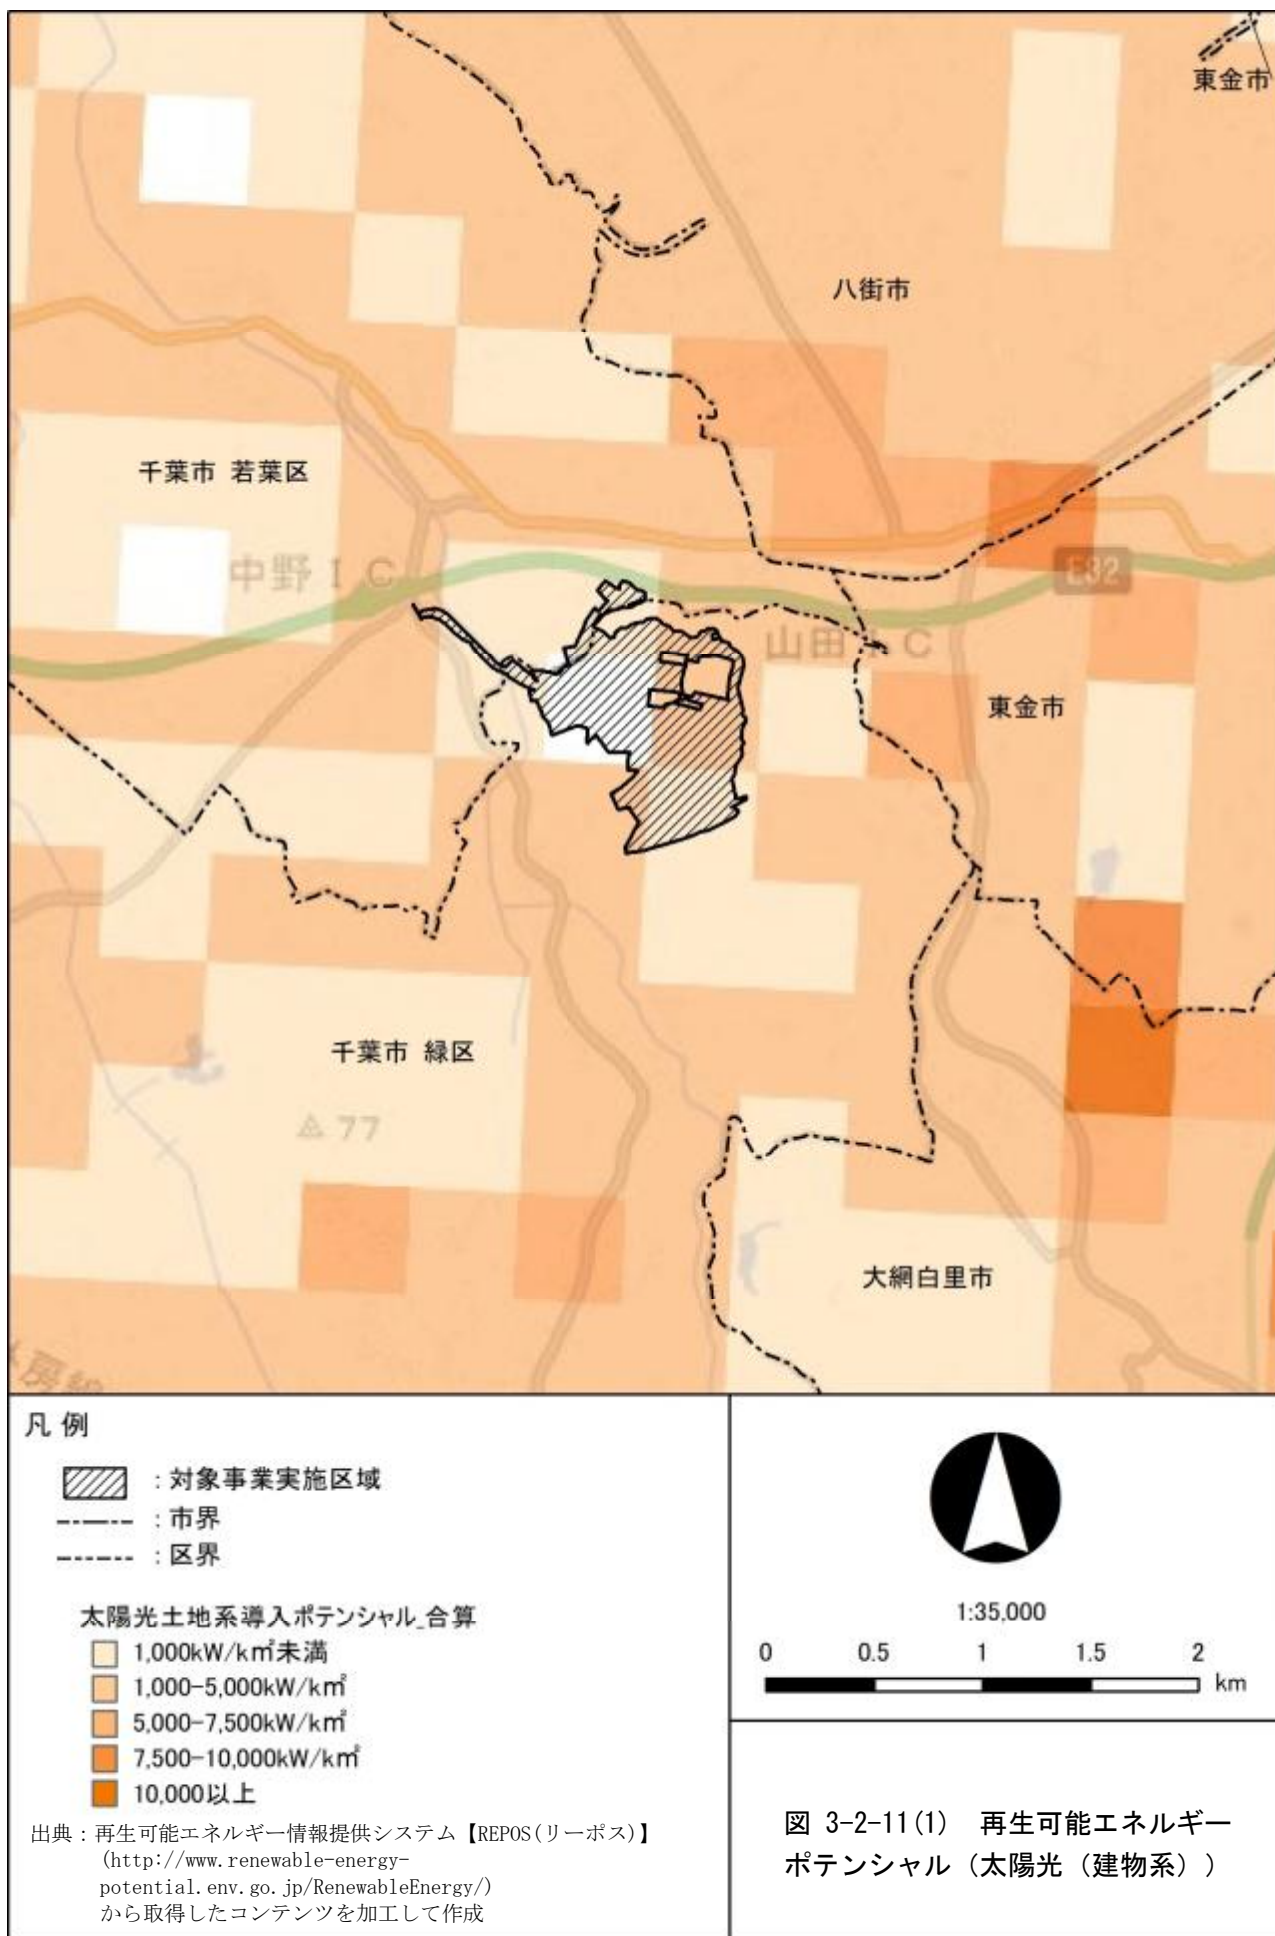 東金市
八街市
千葉市 若葉区
中野IC
E82
山田IC
東金市
千葉市 緑区
77
大網白里市
凡例
:対象事業実施区域
:市界
:区界
太陽光土地系導入ポテンシャル_合算
1,000kW/k㎡未満
1,000-5,000kW/k㎡
5,000-7,500kW/k㎡
7,500-10,000kW/k㎡
10,000以上
出典:再生可能エネルギー情報提供システム【REPOS(リーポス)】
(http://www.renewable-energy-
potential.env.go.jp/RenewableEnergy/)
から取得したコンテンツを加工して作成
1:35,000
0 0.5 1 1.5 2
km
図 3-2-11(1) 再生可能エネルギー
ポテンシャル(太陽光(建物系))